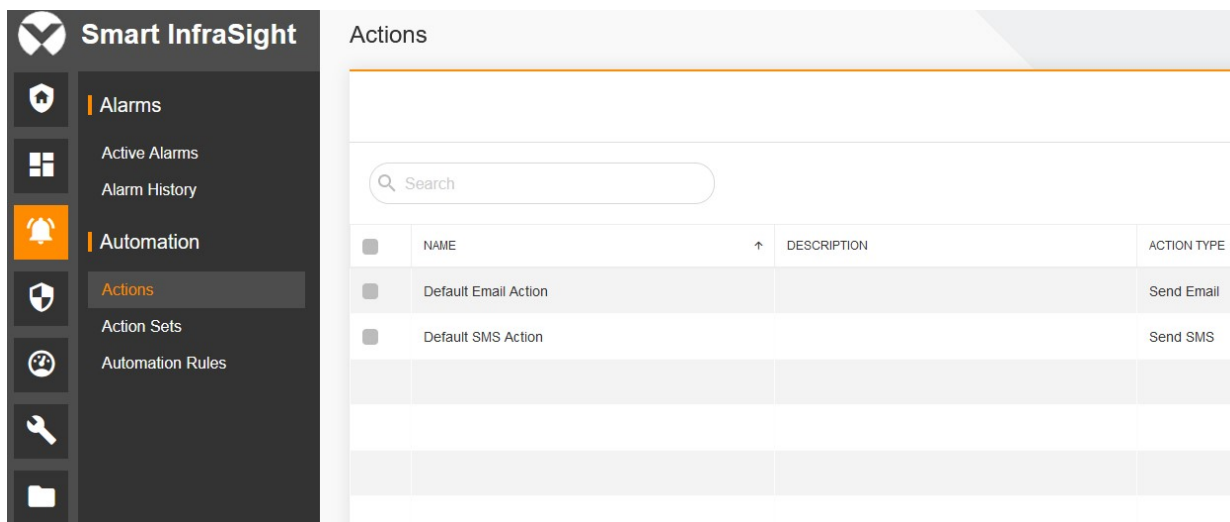 Smart InfraSight
Actions
Alarms
Active Alarms
Alarm History
Automation
Actions
Action Sets
Automation Rules
Search
NAME DESCRIPTION ACTION TYPE
Default Email Action Send Email
Default SMS Action Send SMS